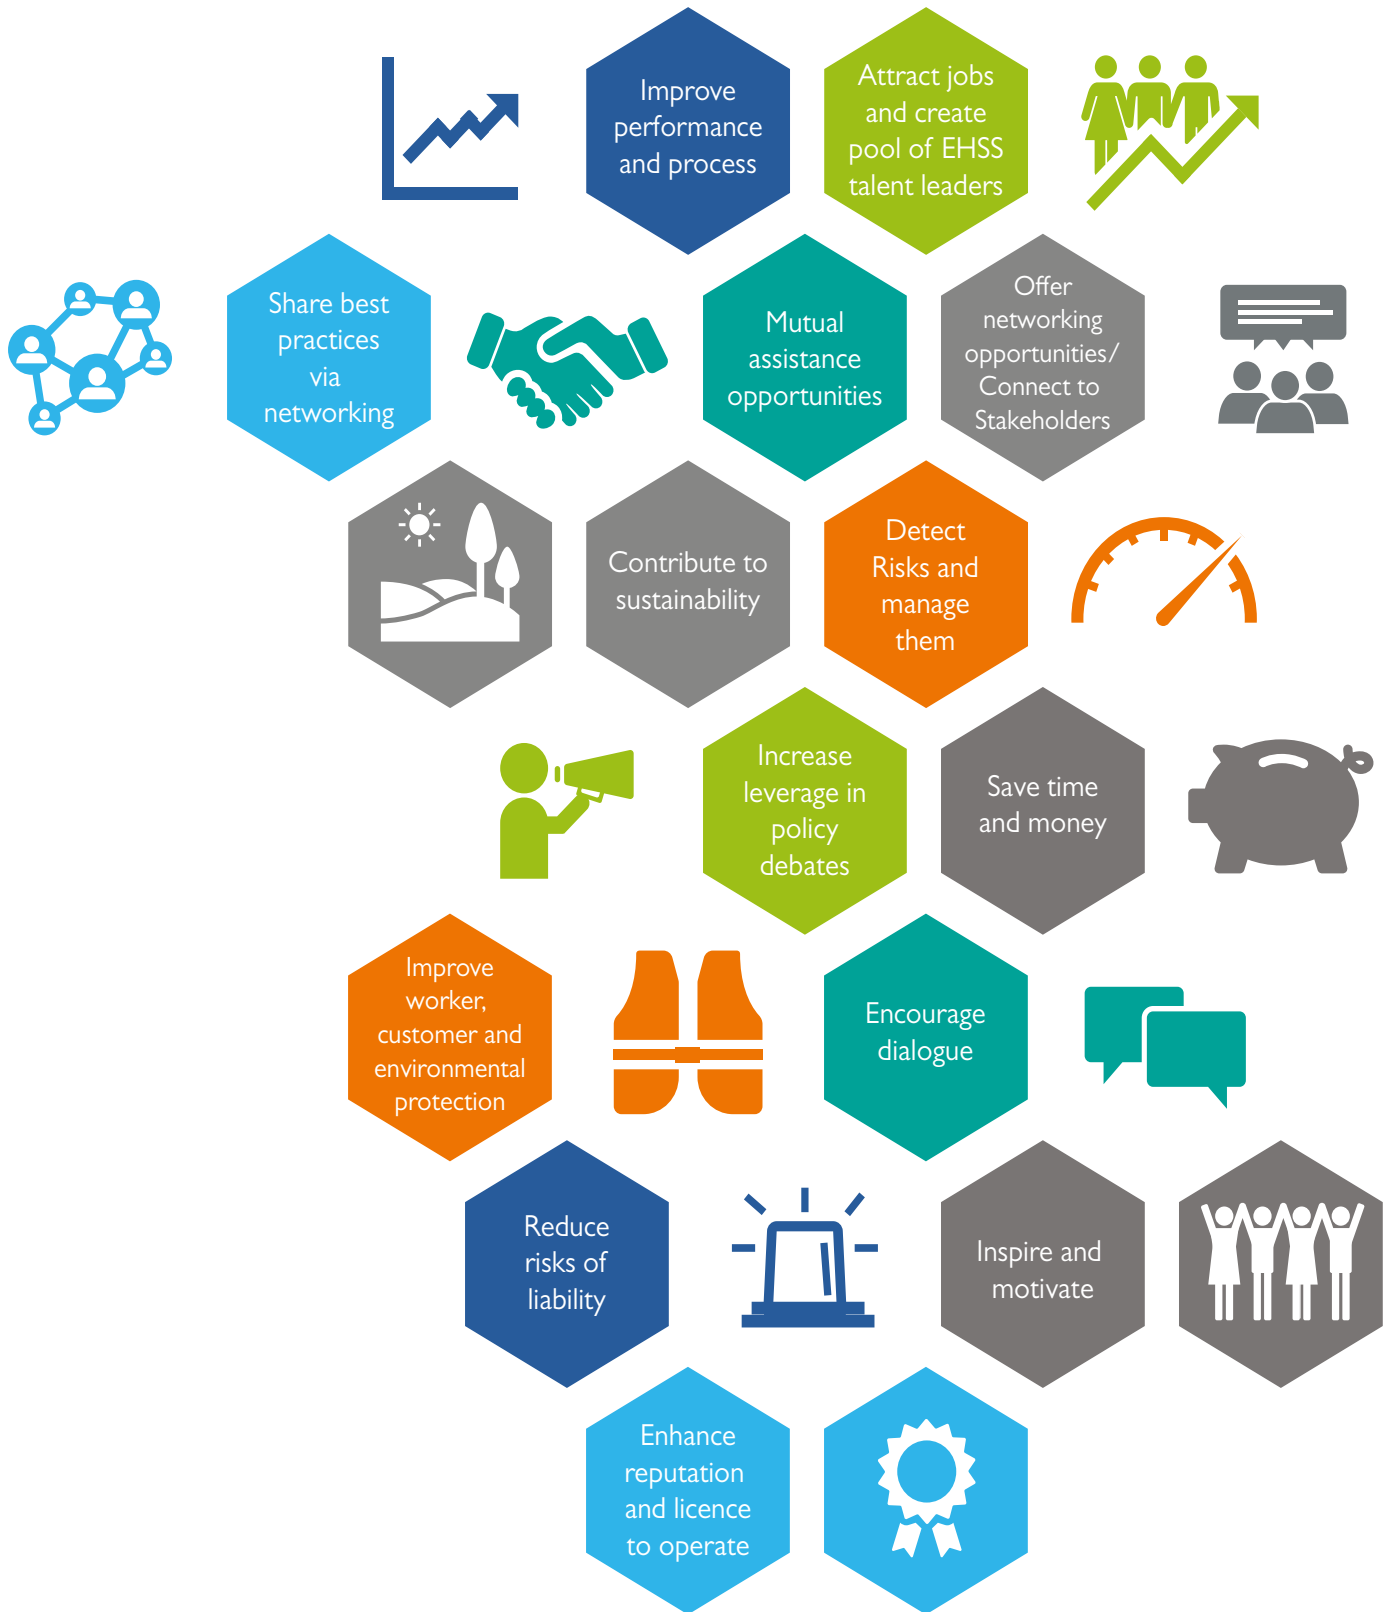 Improve
performance
and process
Attract jobs
and create
pool of EHSS
talent leaders
Share best
practices
via
networking
Mutual
assistance
opportunities
Offer
networking
opportunities/
Connect to
Stakeholders
Contribute to
sustainability
Detect
Risks and
manage
them
Increase
leverage in
policy
debates
Save time
and money
Improve
worker,
customer and
environmental
protection
Encourage
dialogue
Reduce
risks of
liability
Inspire and
motivate
Enhance
reputation
and licence
to operate